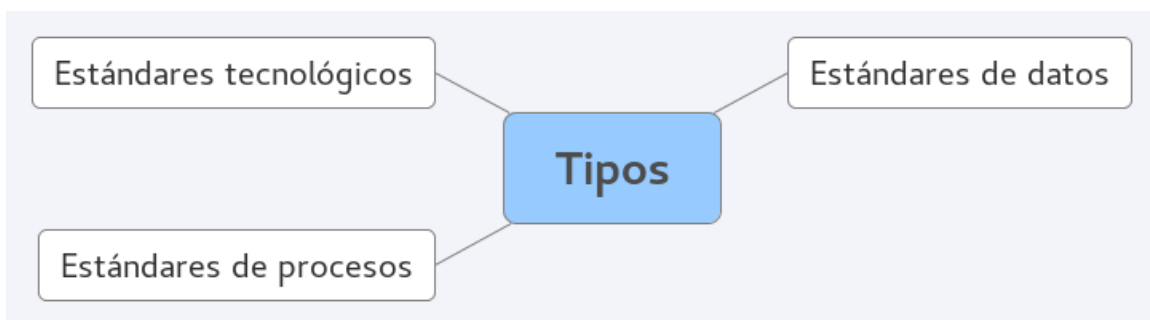 Estándares tecnológicos
Estándares de datos
Tipos
Estándares de procesos